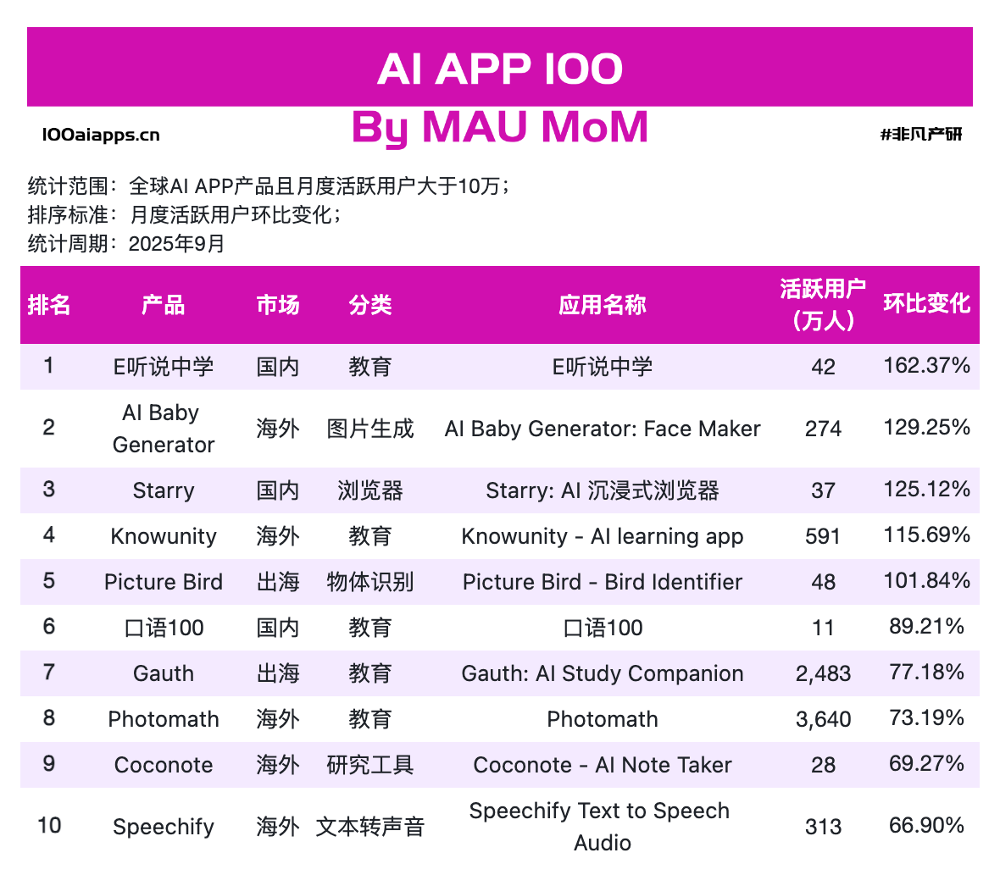 AI APP 100
By MAU MoM
100aiapps.cn
#非凡产研
统计范围：全球AI APP产品且月度活跃用户大于10万；
排序标准：月度活跃用户环比变化；
统计周期：2025年9月
排名 产品 市场 分类 应用名称 活跃用户（万人） 环比变化
1 E听说中学 国内 教育 E听说中学 42 162.37%
2 AI Baby Generator 海外 图片生成 AI Baby Generator: Face Maker 274 129.25%
3 Starry 国内 浏览器 Starry: AI 沉浸式浏览器 37 125.12%
4 Knowunity 海外 教育 Knowunity - AI learning app 591 115.69%
5 Picture Bird 出海 物体识别 Picture Bird - Bird Identifier 48 101.84%
6 口语100 国内 教育 口语100 11 89.21%
7 Gauth 出海 教育 Gauth: AI Study Companion 2,483 77.18%
8 Photomath 海外 教育 Photomath 3,640 73.19%
9 Coconote 海外 研究工具 Coconote - AI Note Taker 28 69.27%
10 Speechify 海外 文本转声音 Speechify Text to Speech Audio 313 66.90%